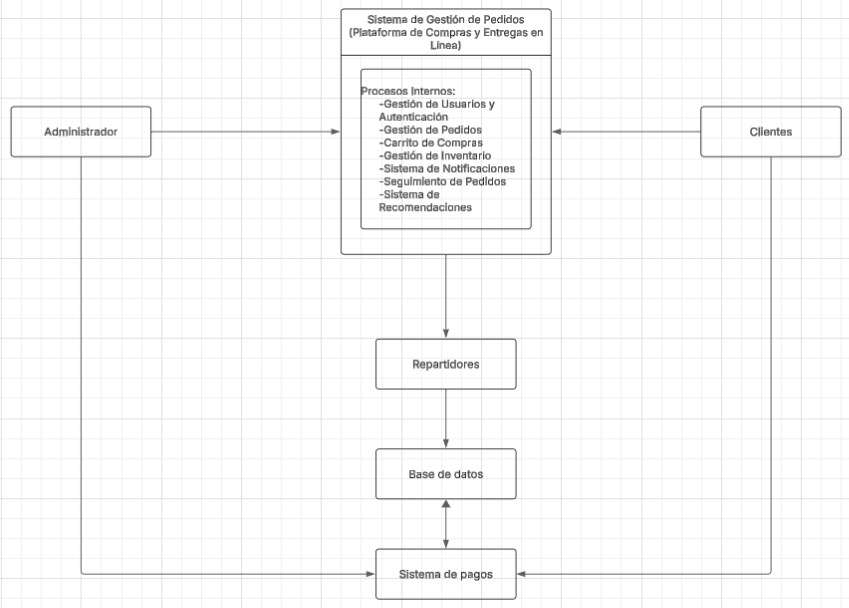 Sistema de Gestión de Pedidos
(Plataforma de Compras y Entregas en
Línea)
Procesos Internos:
-Gestión de Usuarios y
Autenticación
-Gestión de Pedidos
-Carrito de Compras
-Gestión de Inventario
-Sistema de Notificaciones
-Seguimiento de Pedidos
-Sistema de
Recomendaciones
Administrador
Clientes
Repartidores
Base de datos
Sistema de pagos